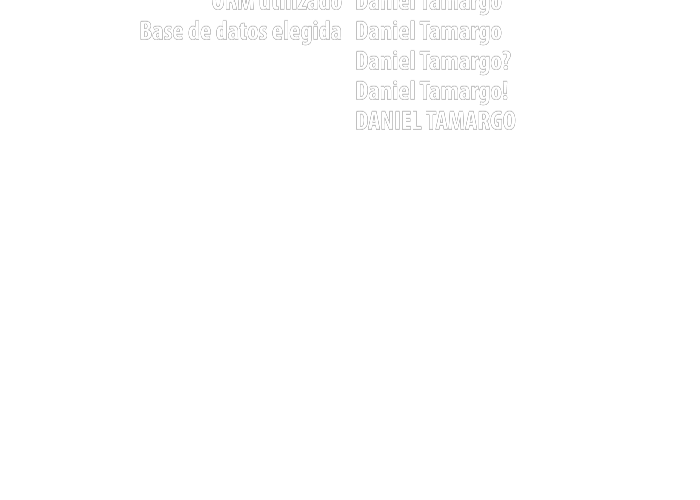 ORM utilizado Daniel Tamargo
Base de datos elegida Daniel Tamargo
Daniel Tamargo?
Daniel Tamargo!
DANIEL TAMARGO